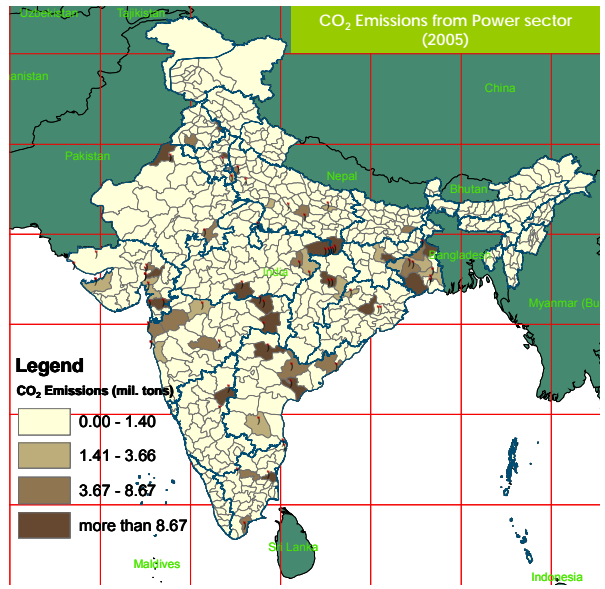 CO₂ Emissions from Power sector
(2005)
Uzbekistan
Tajikistan
anistan
China
Pakistan
Nepal
Bhutan
Bangladesh
India
Myanmar (Bu
Legend
CO₂ Emissions (mil. tons)
0.00 - 1.40
1.41 - 3.66
3.67 - 8.67
more than 8.67
Sri Lanka
Maldives
Indonesia